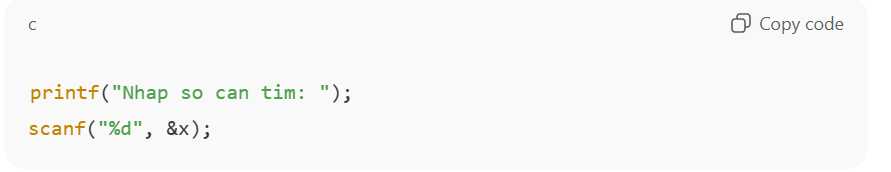 c
Copy code
printf("Nhap so can tim: ");
scanf("%d", &x);